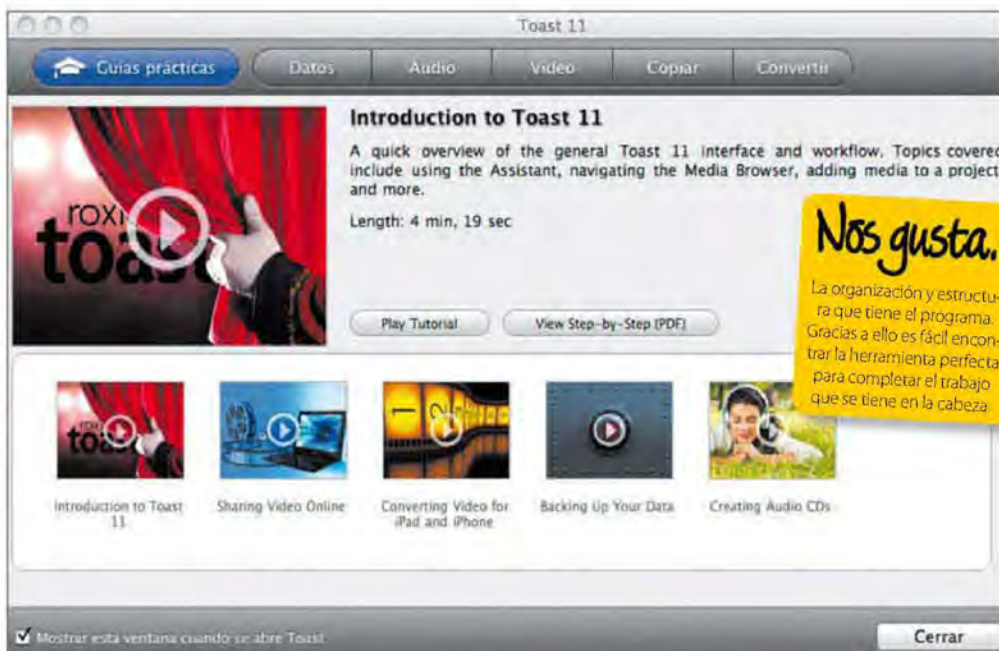 Toast 11
Guías prácticas
Datos
Audio
Video
Copiar
Convertir
roxi
toast
Introduction to Toast 11
A quick overview of the general Toast 11 interface and workflow. Topics covered
include using the Assistant, navigating the Media Browser, adding media to a project
and more.
Length: 4 min, 19 sec
Play Tutorial
View Step-by-Step (PDF)
Nos gusta.
La organización y estructu-
ra que tiene el programa.
Gracias a ello es fácil encon-
trar la herramienta perfecta
para completar el trabajo
que se tiene en la cabeza.
Introduction to Toast
11
Sharing Video Online
Converting Video for
iPad and iPhone
Backing Up Your Data
Creating Audio CDs
Mostrar esta ventana cuando se abre Toast
Cerrar